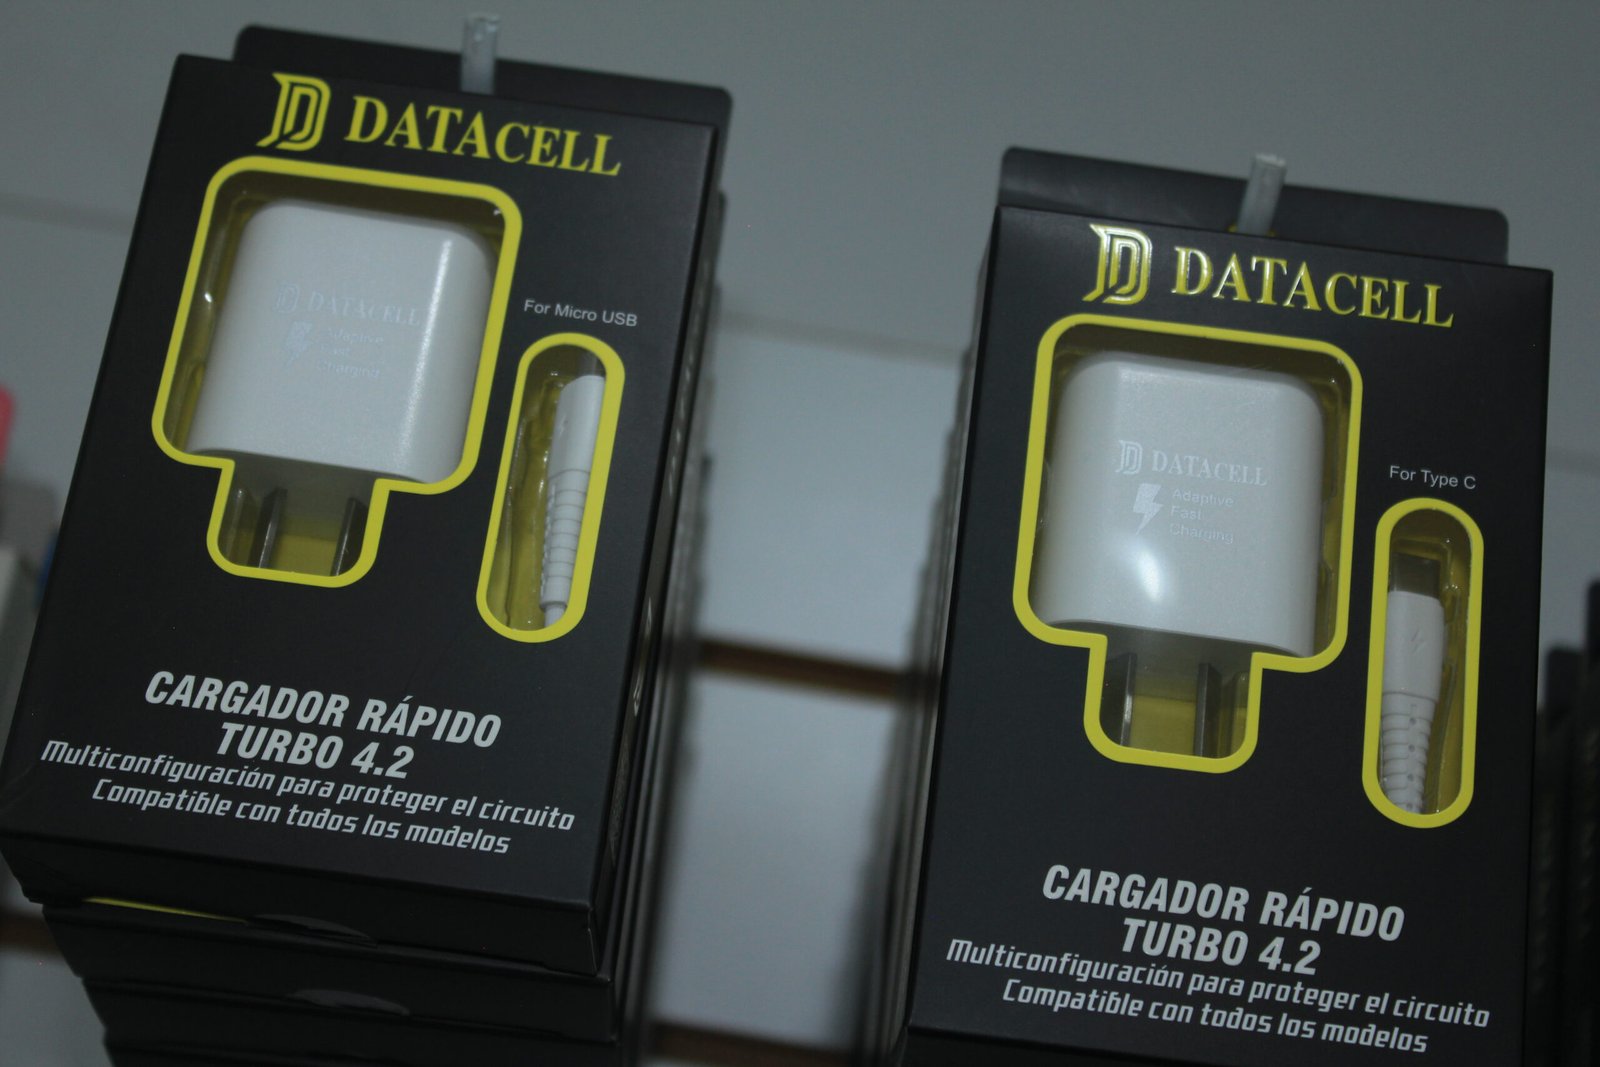 DATACELL
DATACELL
Adaptive
Fast
Charging
For Micro USB
CARGADOR RÁPIDO
TURBO 4.2
Multiconfiguración para proteger el circuito
Compatible con todos los modelos
DATACELL
DATACELL
Adaptive
Fast
Charging
For Type C
CARGADOR RÁPIDO
TURBO 4.2
Multiconfiguración para proteger el circuito
Compatible con todos los modelos